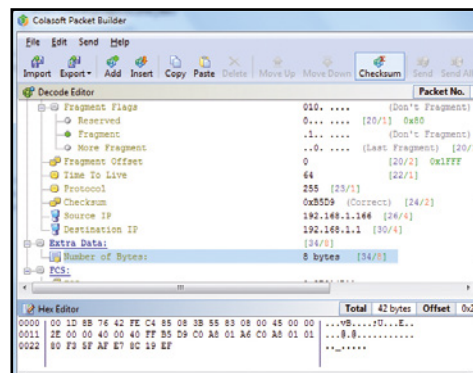 Colasoft Packet Builder
File Edit Send Help
Import Export Add Insert Copy Paste Delete Move Up Move Down Checksum Send Send All
Decode Editor Packet No.
Fragment Flags 010. .... (Don't Fragment)
Reserved 0... .... [20/1] 0x80
Fragment .1.. .... (Don't Fragment)
More Fragment ..0. .... (Last Fragment) [20/
Fragment Offset 0 [20/2] 0x1FFF
Time To Live 64 [22/1]
Protocol 255 [23/1]
Checksum 0xB5D9 (Correct) [24/2]
Source IP 192.168.1.166 [26/4]
Destination IP 192.168.1.1 [30/4]
Extra Data: [34/8]
Number of Bytes: 8 bytes [34/8]
FCS:
Hex Editor Total 42 bytes Offset 0x2
0000 00 1D 8B 76 42 FE C4 85 08 3B 55 83 08 00 45 00 00 ...vB....;U...E..
0011 2E 00 00 40 00 40 FF B5 D9 C0 A8 01 A6 C0 A8 01 01 ...@.@...........
0022 80 F3 5F AF E7 8C 19 EF .._.....